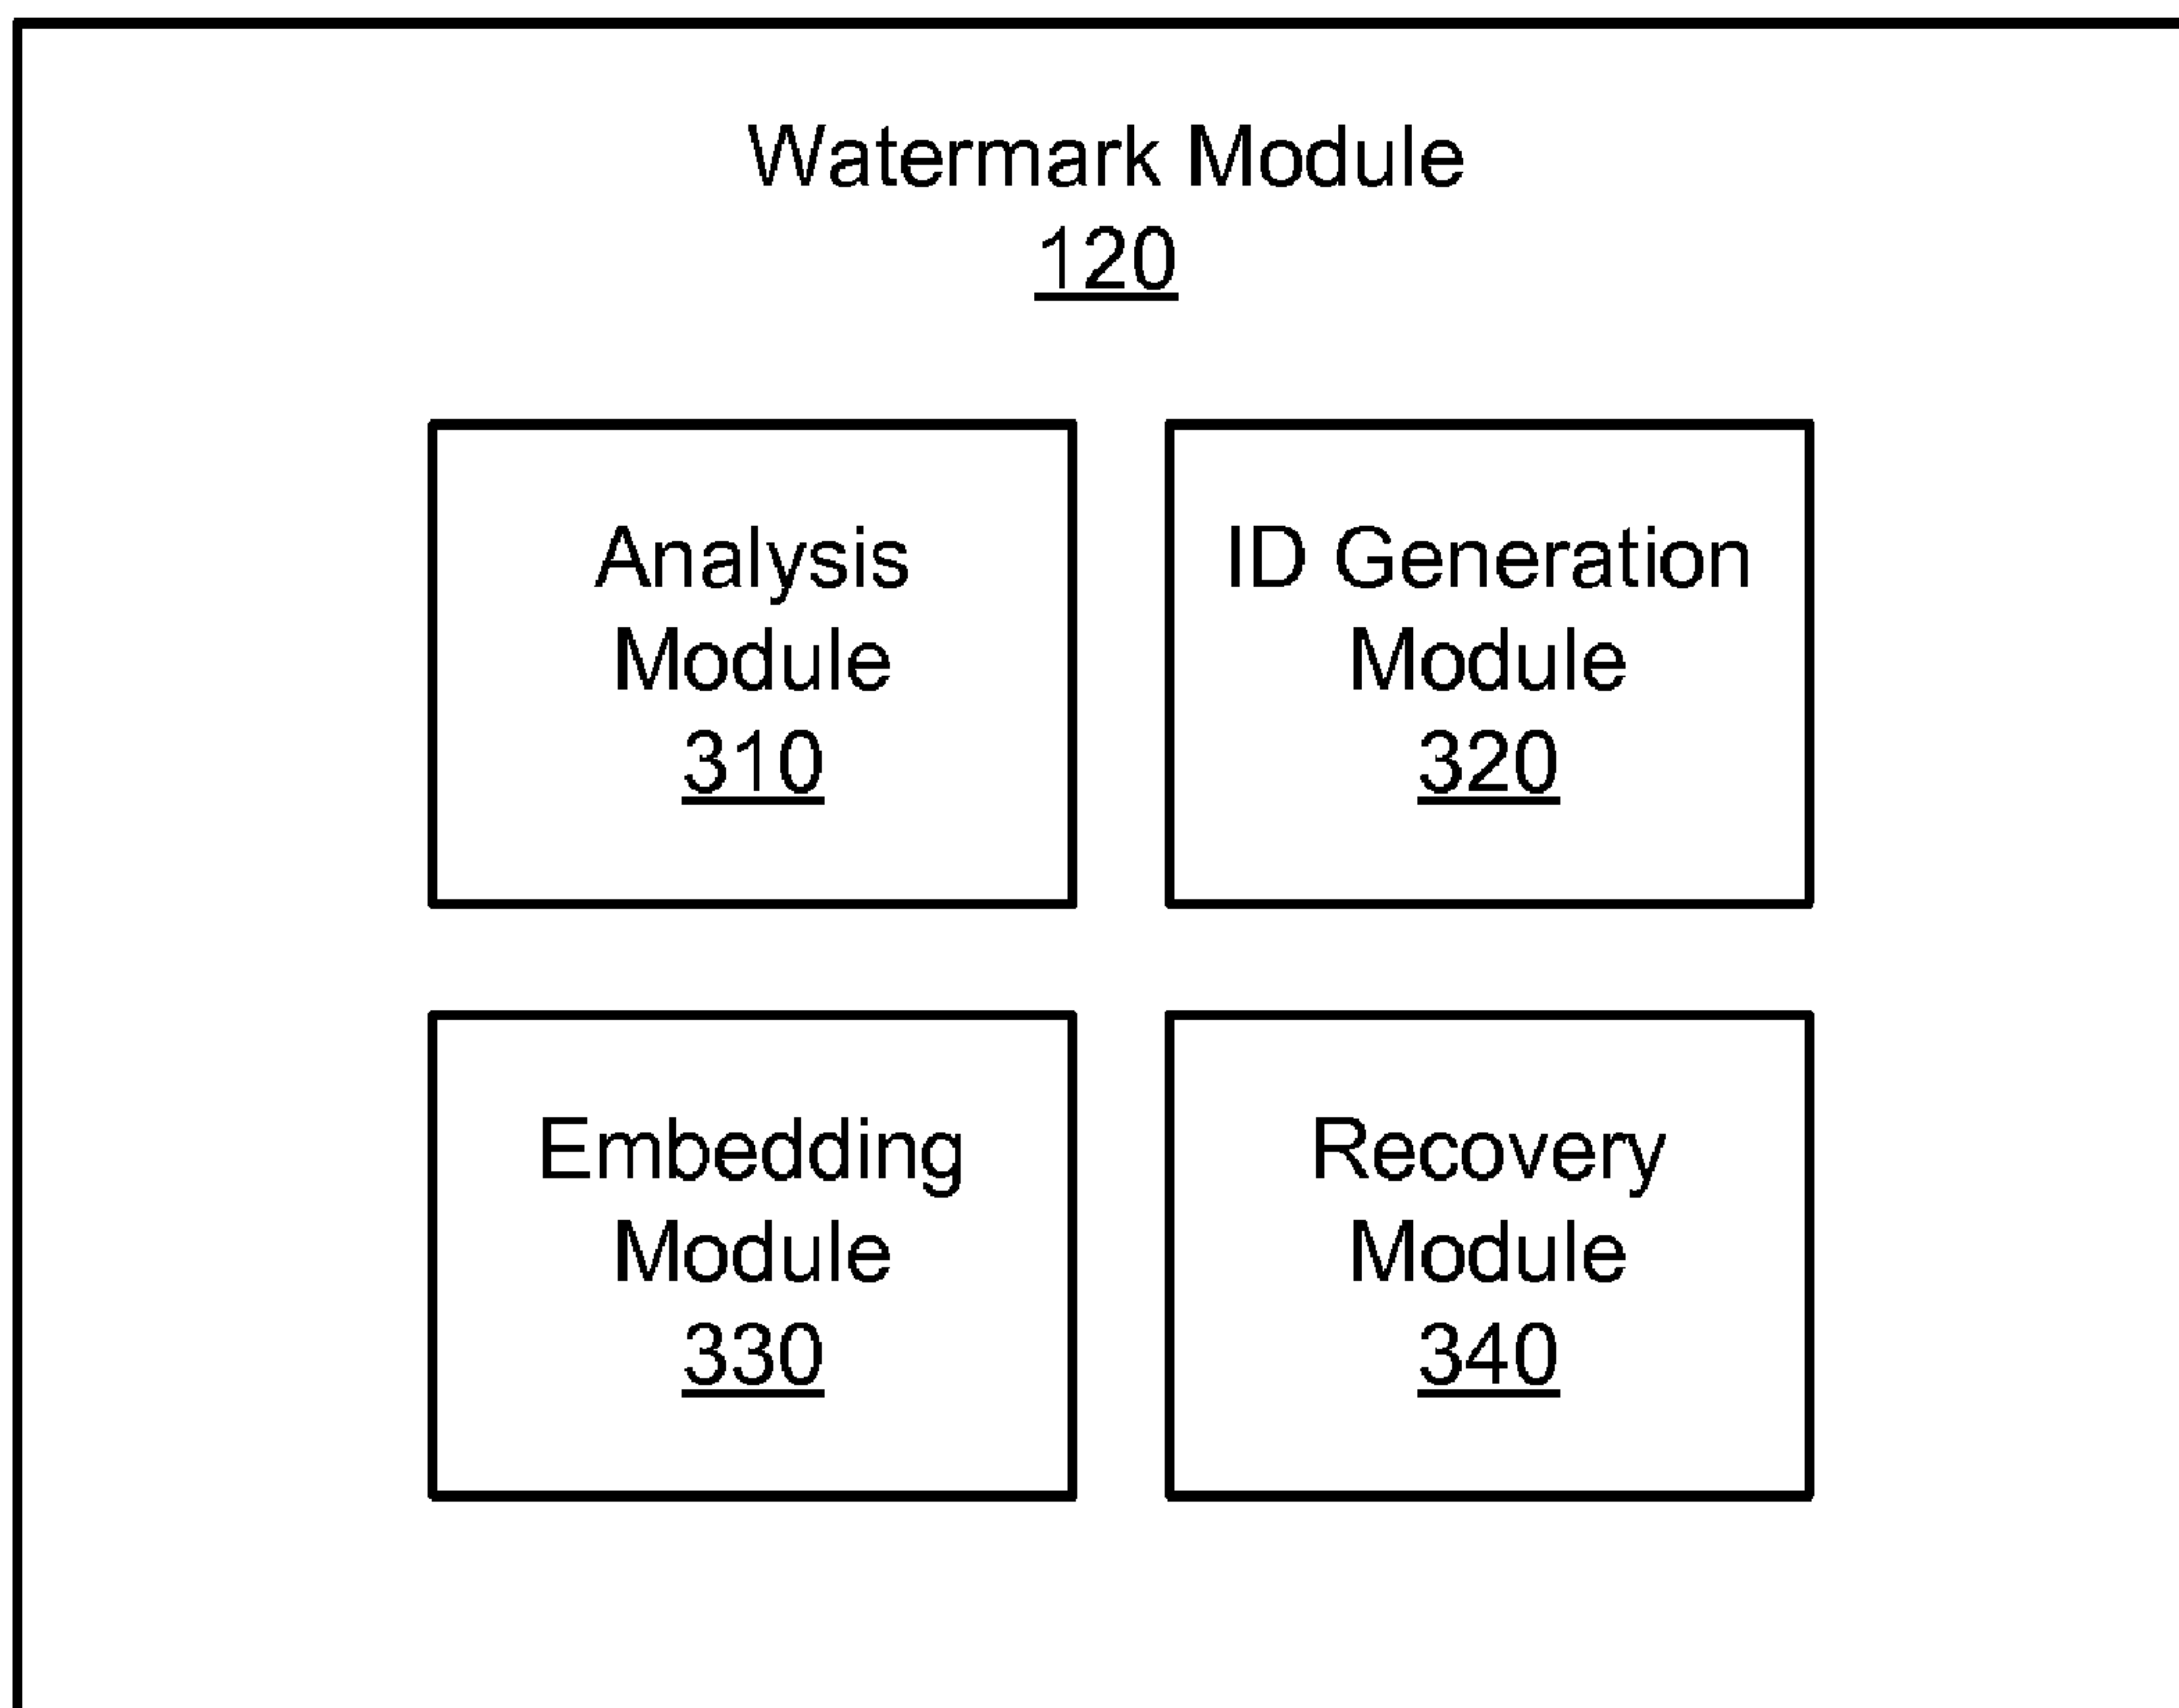 Watermark Module
120
Analysis
Module
310
ID Generation
Module
320
Embedding
Module
330
Recovery
Module
340